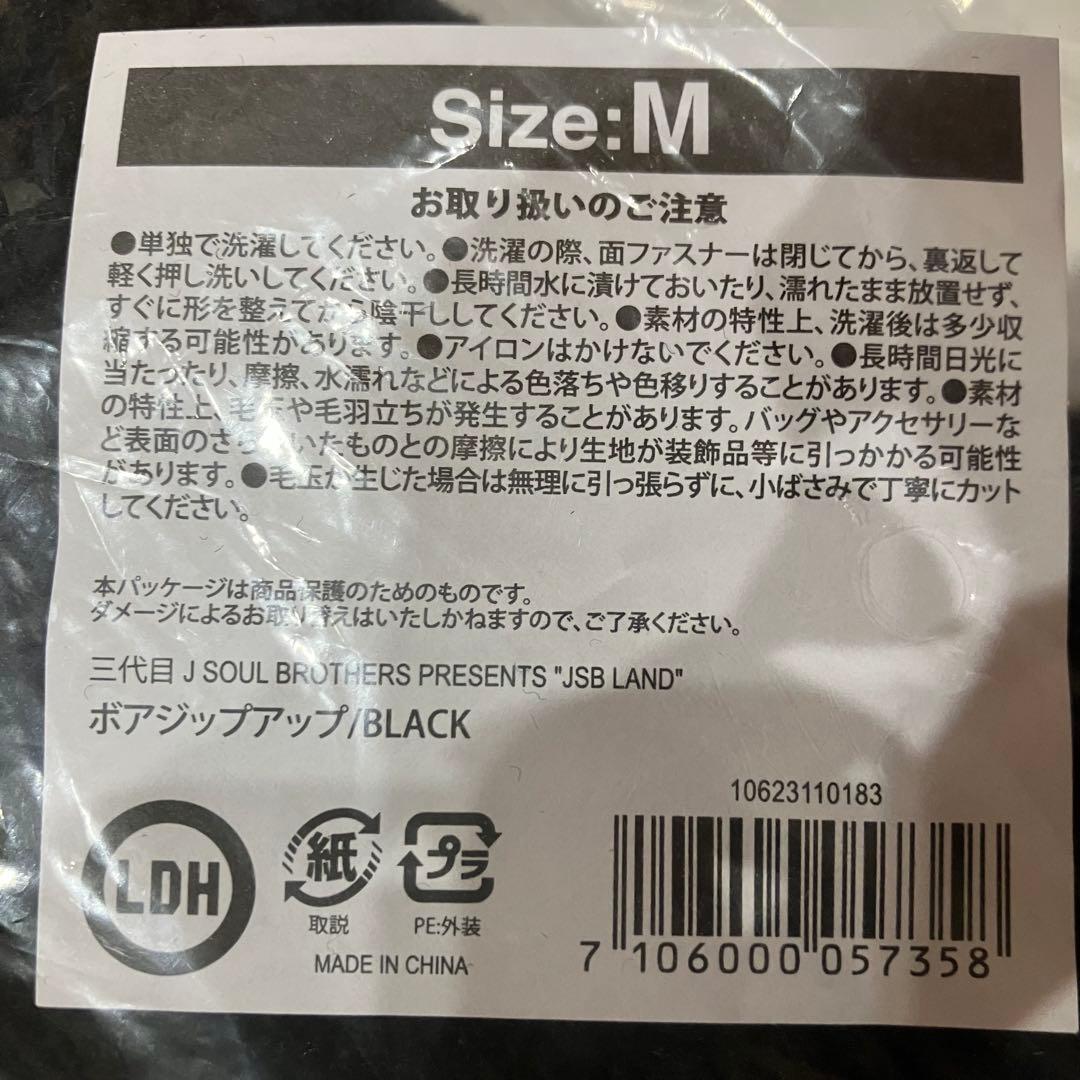 Size:M
お取り扱いのご注意
●単独で洗濯してください。●洗濯の際、面ファスナーは閉じてから、裏返して
軽く押し洗いしてください。●長時間水に漬けておいたり、濡れたまま放置せず、
すぐに形を整えてから陰干ししてください。●素材の特性上、洗濯後は多少収
縮する可能性があります。●アイロンはかけないでください。●長時間日光に
当たったり、摩擦、水濡れなどによる色落ちや色移りすることがあります。●素材
の特性上、毛玉や毛羽立ちが発生することがあります。バッグやアクセサリーな
ど表面のざらついたものとの摩擦により生地が装飾品等に引っかかる可能性
があります。●毛玉が生じた場合は無理に引っ張らずに、小ばさみで丁寧にカット
してください。
本パッケージは商品保護のためのものです。
ダメージによるお取り替えはいたしかねますので、ご了承ください。
三代目 J SOUL BROTHERS PRESENTS "JSB LAND"
ボアジップアップ/BLACK
10623110183
LDH
紙
プラ
取説
PE:外装
MADE IN CHINA
7 106000 057358